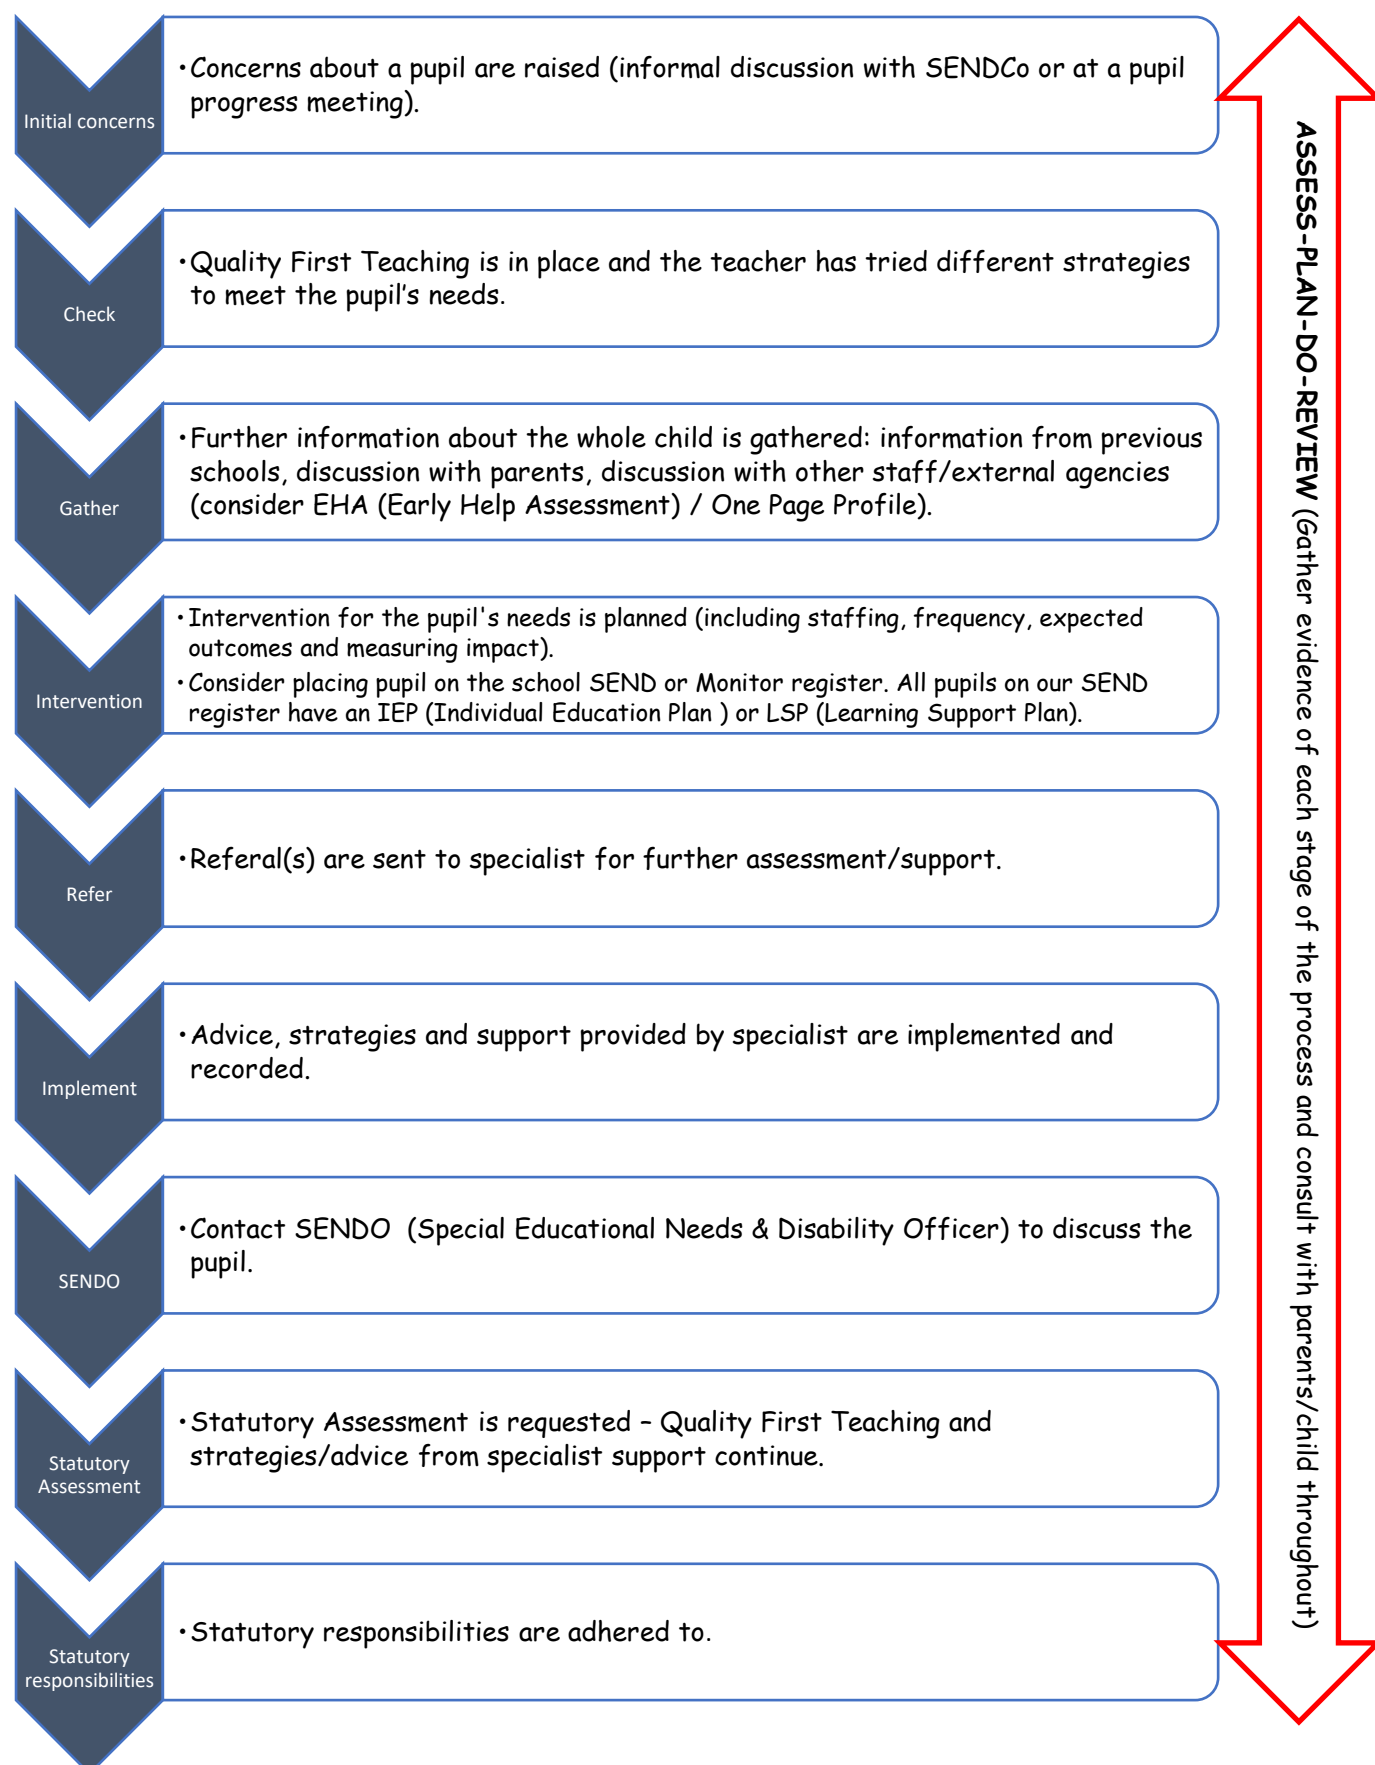 Initial concerns
•Concerns about a pupil are raised (informal discussion with SENDCo or at a pupil
progress meeting).
Check
•Quality First Teaching is in place and the teacher has tried different strategies
to meet the pupil’s needs.
Gather
•Further information about the whole child is gathered: information from previous
schools, discussion with parents, discussion with other staff/external agencies
(consider EHA (Early Help Assessment) / One Page Profile).
Intervention
•Intervention for the pupil's needs is planned (including staffing, frequency, expected
outcomes and measuring impact).
•Consider placing pupil on the school SEND or Monitor register. All pupils on our SEND
register have an IEP (Individual Education Plan ) or LSP (Learning Support Plan).
Refer
•Referal(s) are sent to specialist for further assessment/support.
Implement
•Advice, strategies and support provided by specialist are implemented and
recorded.
SENDO
•Contact SENDO  (Special Educational Needs & Disability Officer) to discuss the
pupil.
Statutory
Assessment
•Statutory Assessment is requested – Quality First Teaching and
strategies/advice from specialist support continue.
Statutory
responsibilities
•Statutory responsibilities are adhered to.
ASSESS-PLAN-DO-REVIEW (Gather evidence of each stage of the process and consult with parents/child throughout)